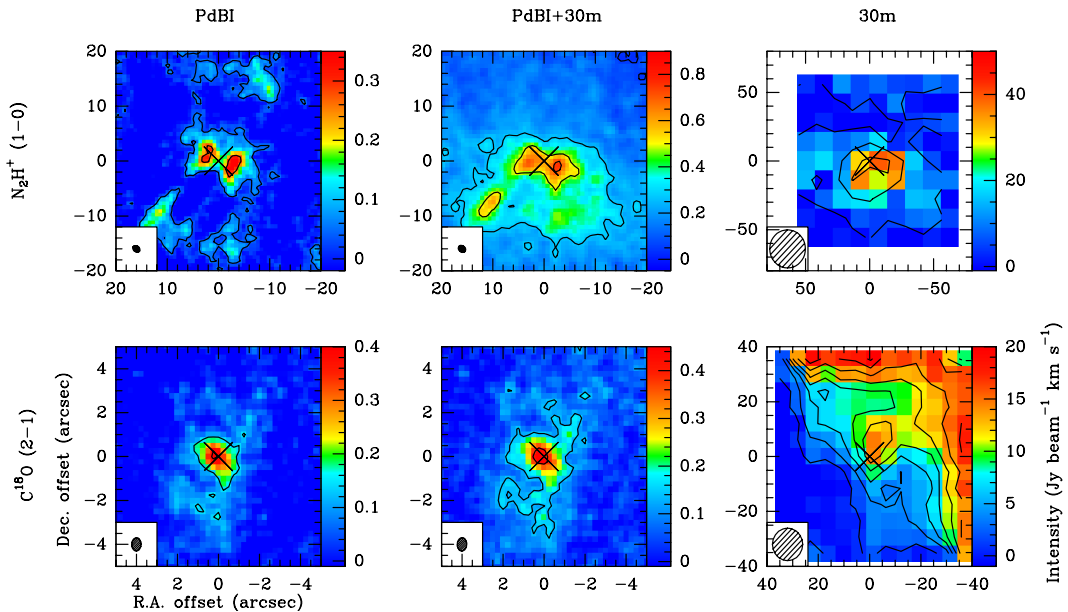 PdBI PdBI+30m 30m
N₂H⁺ (1−0)
20 10 0 −10 −20
20 10 0 −10 −20
0.3 0.2 0.1 0
20 10 0 −10 −20
20 10 0 −10 −20
0.8 0.6 0.4 0.2 0
50 0 −50
50 0 −50
40 20 0
C¹⁸O (2−1)
Dec. offset (arcsec)
4 2 0 −2 −4
4 2 0 −2 −4
R.A. offset (arcsec)
0.4 0.3 0.2 0.1 0
4 2 0 −2 −4
4 2 0 −2 −4
0.4 0.3 0.2 0.1 0
40 20 0 −20 −40
40 20 0 −20 −40
20 15 10 5 0
Intensity (Jy beam⁻¹ km s⁻¹)